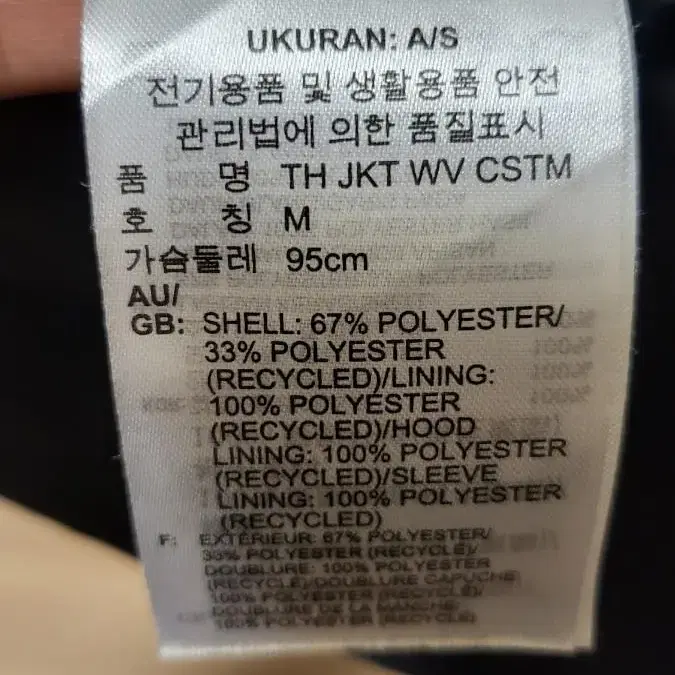 UKURAN: A/S
전기용품 및 생활용품 안전
관리법에 의한 품질표시
품 명 TH JKT WV CSTM
호 칭 M
가슴둘레 95cm
AU/
GB: SHELL: 67% POLYESTER/
33% POLYESTER
(RECYCLED)/LINING:
100% POLYESTER
(RECYCLED)/HOOD
LINING: 100% POLYESTER
(RECYCLED)/SLEEVE
LINING: 100% POLYESTER
(RECYCLED)
F: EXTÉRIEUR: 67% POLYESTER/
33% POLYESTER (RECYCLÉ)/
DOUBLURE: 100% POLYESTER
(RECYCLÉ)/DOUBLURE CAPUCHE
100% POLYESTER (RECYCLÉ)/
DOUBLURE DE LA MANCHE:
100% POLYESTER (RECYCLÉ)